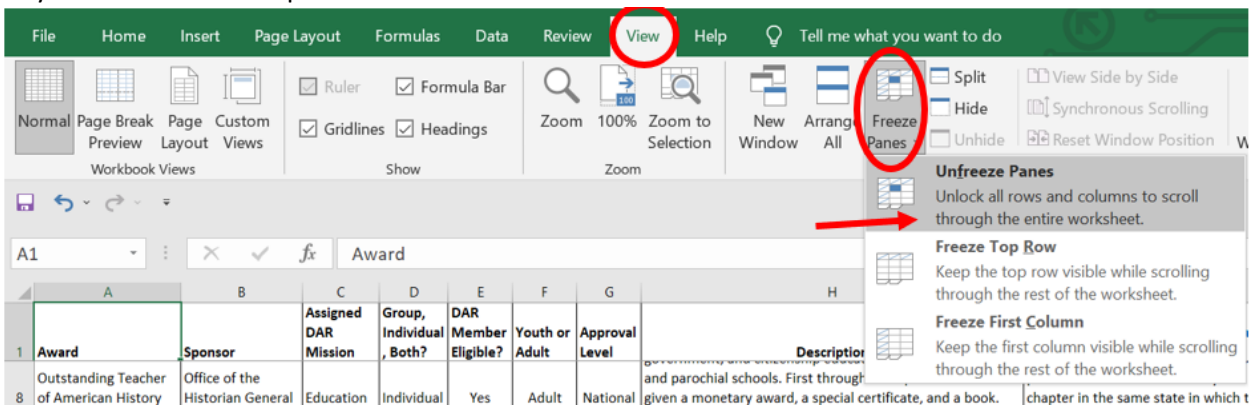 File Home Insert Page Layout Formulas Data Review View Help Tell me what you want to do
Normal Page Break Preview Page Layout Custom Views
Ruler Formula Bar
Gridlines Headings
Zoom 100% Zoom to Selection
New Window Arrange All Freeze Panes
Split
Hide
Unhide
View Side by Side
Synchronous Scrolling
Reset Window Position
Workbook Views Show Zoom
Unfreeze Panes
Unlock all rows and columns to scroll
through the entire worksheet.
Freeze Top Row
Keep the top row visible while scrolling
through the rest of the worksheet.
Freeze First Column
Keep the first column visible while scrolling
through the rest of the worksheet.
A1 fx Award
A B C D E F G H
1 Award Sponsor Assigned DAR Mission Group, Individual , Both? DAR Member Eligible? Youth or Adult Approval Level Description
8 Outstanding Teacher of American History Office of the Historian General Education Individual Yes Adult National
and parochial schools. First through
given a monetary award, a special certificate, and a book.
chapter in the same state in which